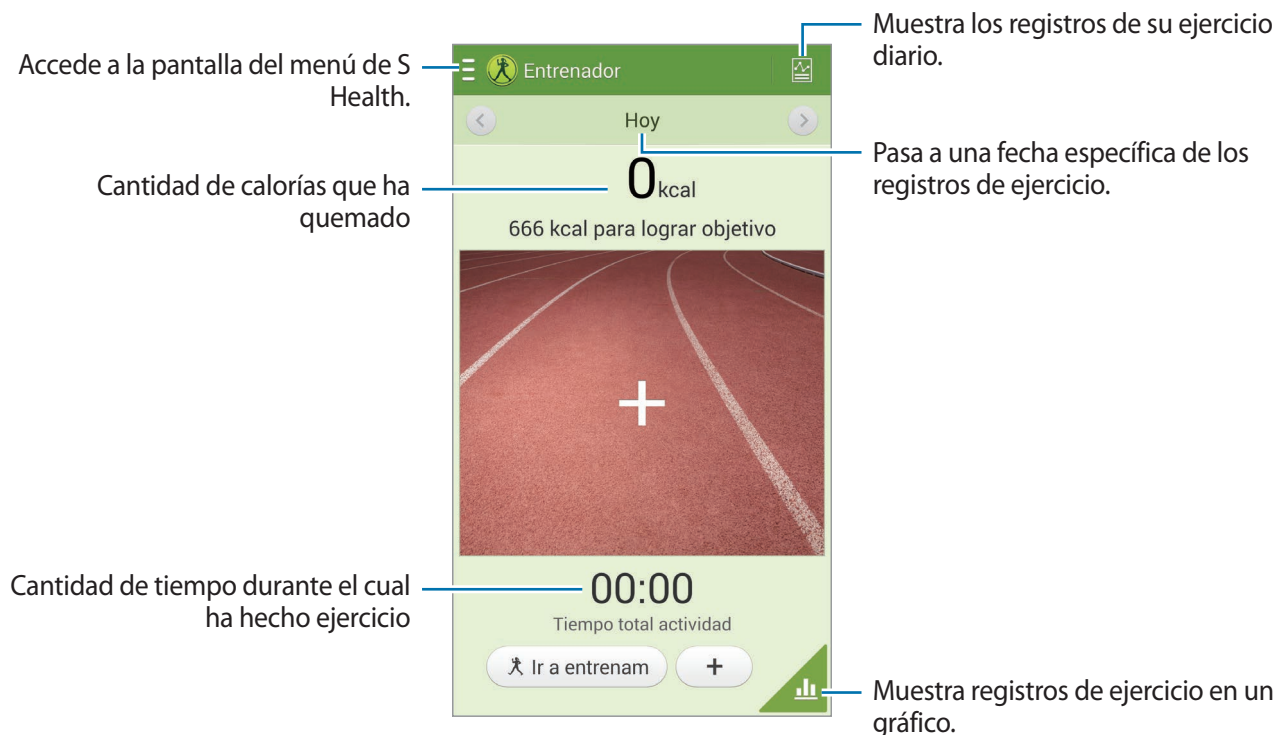 Muestra los registros de su ejercicio
diario.
Accede a la pantalla del menú de S
Health.
Entrenador
Hoy
Pasa a una fecha específica de los
registros de ejercicio.
Cantidad de calorías que ha
quemado
0 kcal
666 kcal para lograr objetivo
Cantidad de tiempo durante el cual
ha hecho ejercicio
00:00
Tiempo total actividad
Ir a entrenam
+
Muestra registros de ejercicio en un
gráfico.